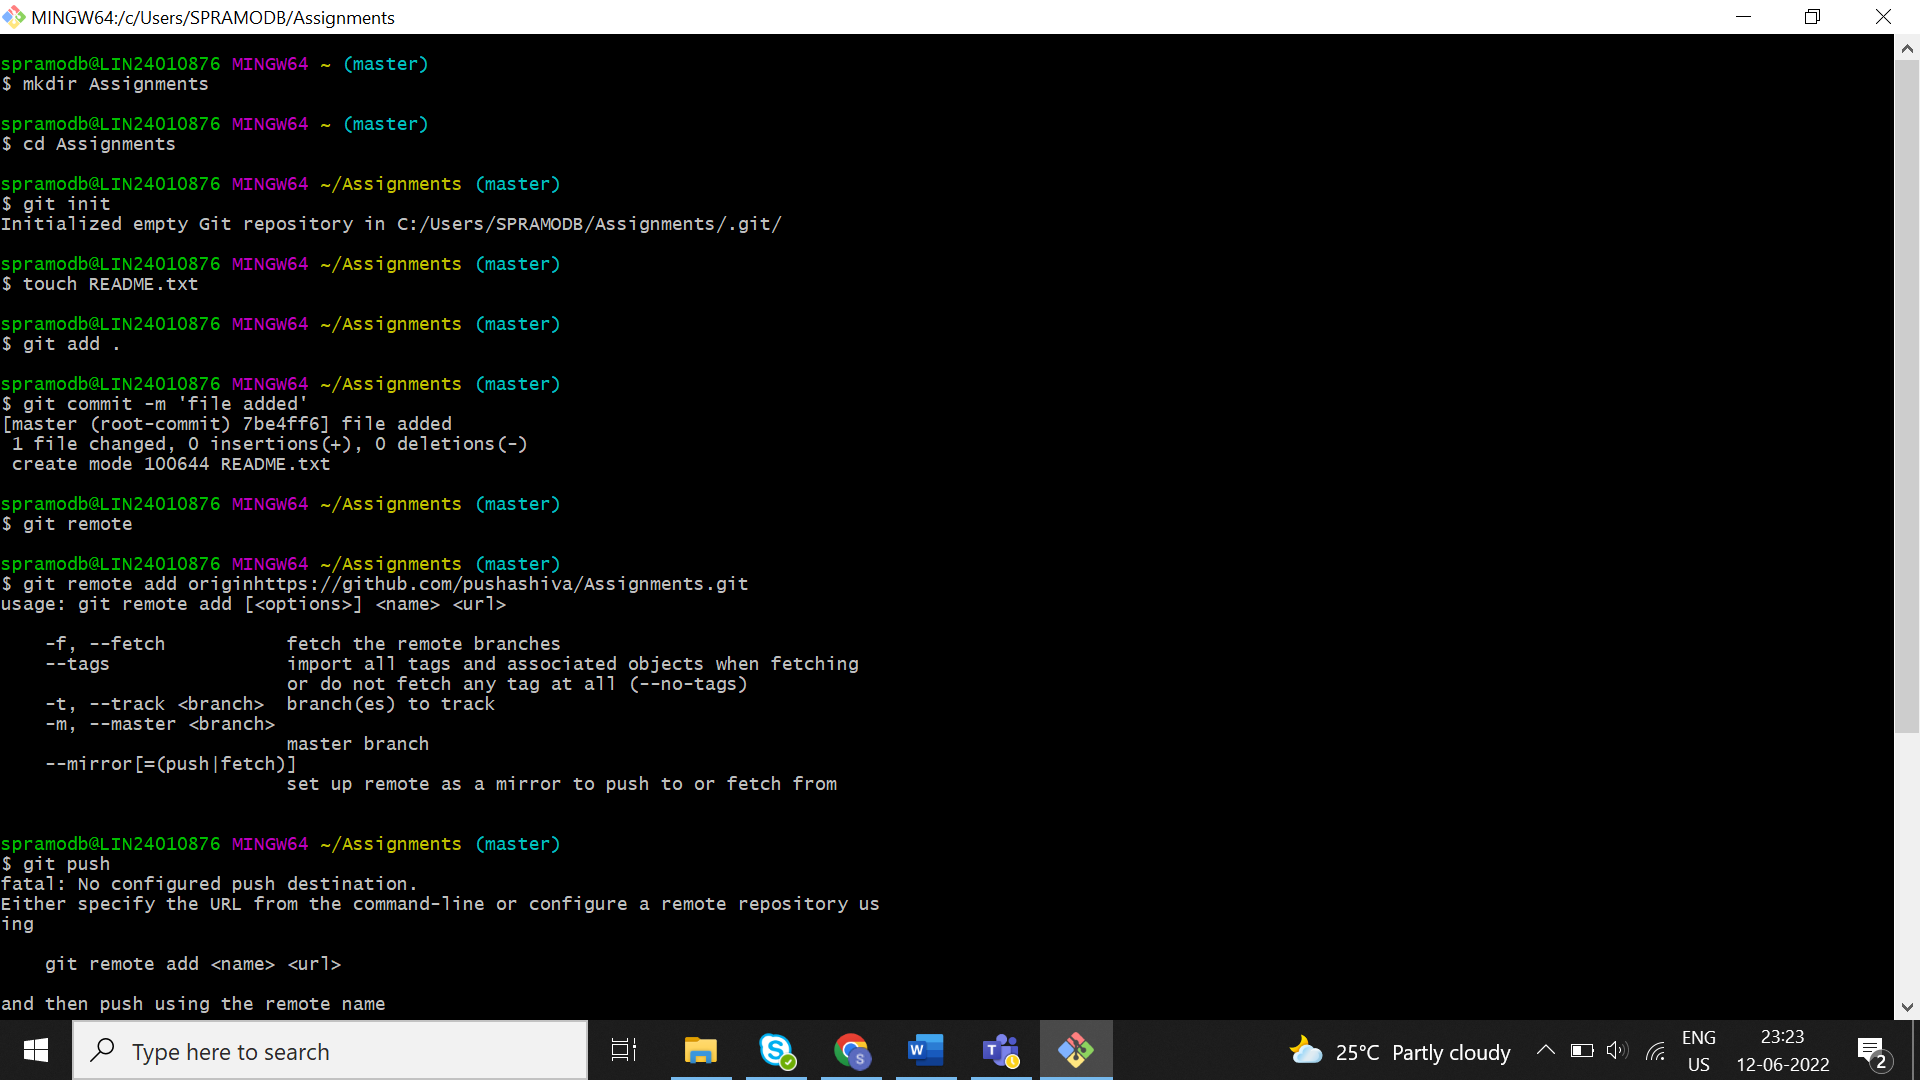 MINGW64:/c/Users/SPRAMODB/Assignments
spramodb@LIN24010876 MINGW64 ~ (master)
$ mkdir Assignments
spramodb@LIN24010876 MINGW64 ~ (master)
$ cd Assignments
spramodb@LIN24010876 MINGW64 ~/Assignments (master)
$ git init
Initialized empty Git repository in C:/Users/SPRAMODB/Assignments/.git/
spramodb@LIN24010876 MINGW64 ~/Assignments (master)
$ touch README.txt
spramodb@LIN24010876 MINGW64 ~/Assignments (master)
$ git add .
spramodb@LIN24010876 MINGW64 ~/Assignments (master)
$ git commit -m 'file added'
[master (root-commit) 7be4ff6] file added
 1 file changed, 0 insertions(+), 0 deletions(-)
 create mode 100644 README.txt
spramodb@LIN24010876 MINGW64 ~/Assignments (master)
$ git remote
spramodb@LIN24010876 MINGW64 ~/Assignments (master)
$ git remote add originhttps://github.com/pushashiva/Assignments.git
usage: git remote add [<options>] <name> <url>
    -f, --fetch           fetch the remote branches
    --tags                import all tags and associated objects when fetching
                          or do not fetch any tag at all (--no-tags)
    -t, --track <branch>  branch(es) to track
    -m, --master <branch>
                          master branch
    --mirror[=(push|fetch)]
                          set up remote as a mirror to push to or fetch from
spramodb@LIN24010876 MINGW64 ~/Assignments (master)
$ git push
fatal: No configured push destination.
Either specify the URL from the command-line or configure a remote repository us
ing
    git remote add <name> <url>
and then push using the remote name
Type here to search
25°C Partly cloudy
ENG
US
23:23
12-06-2022
2